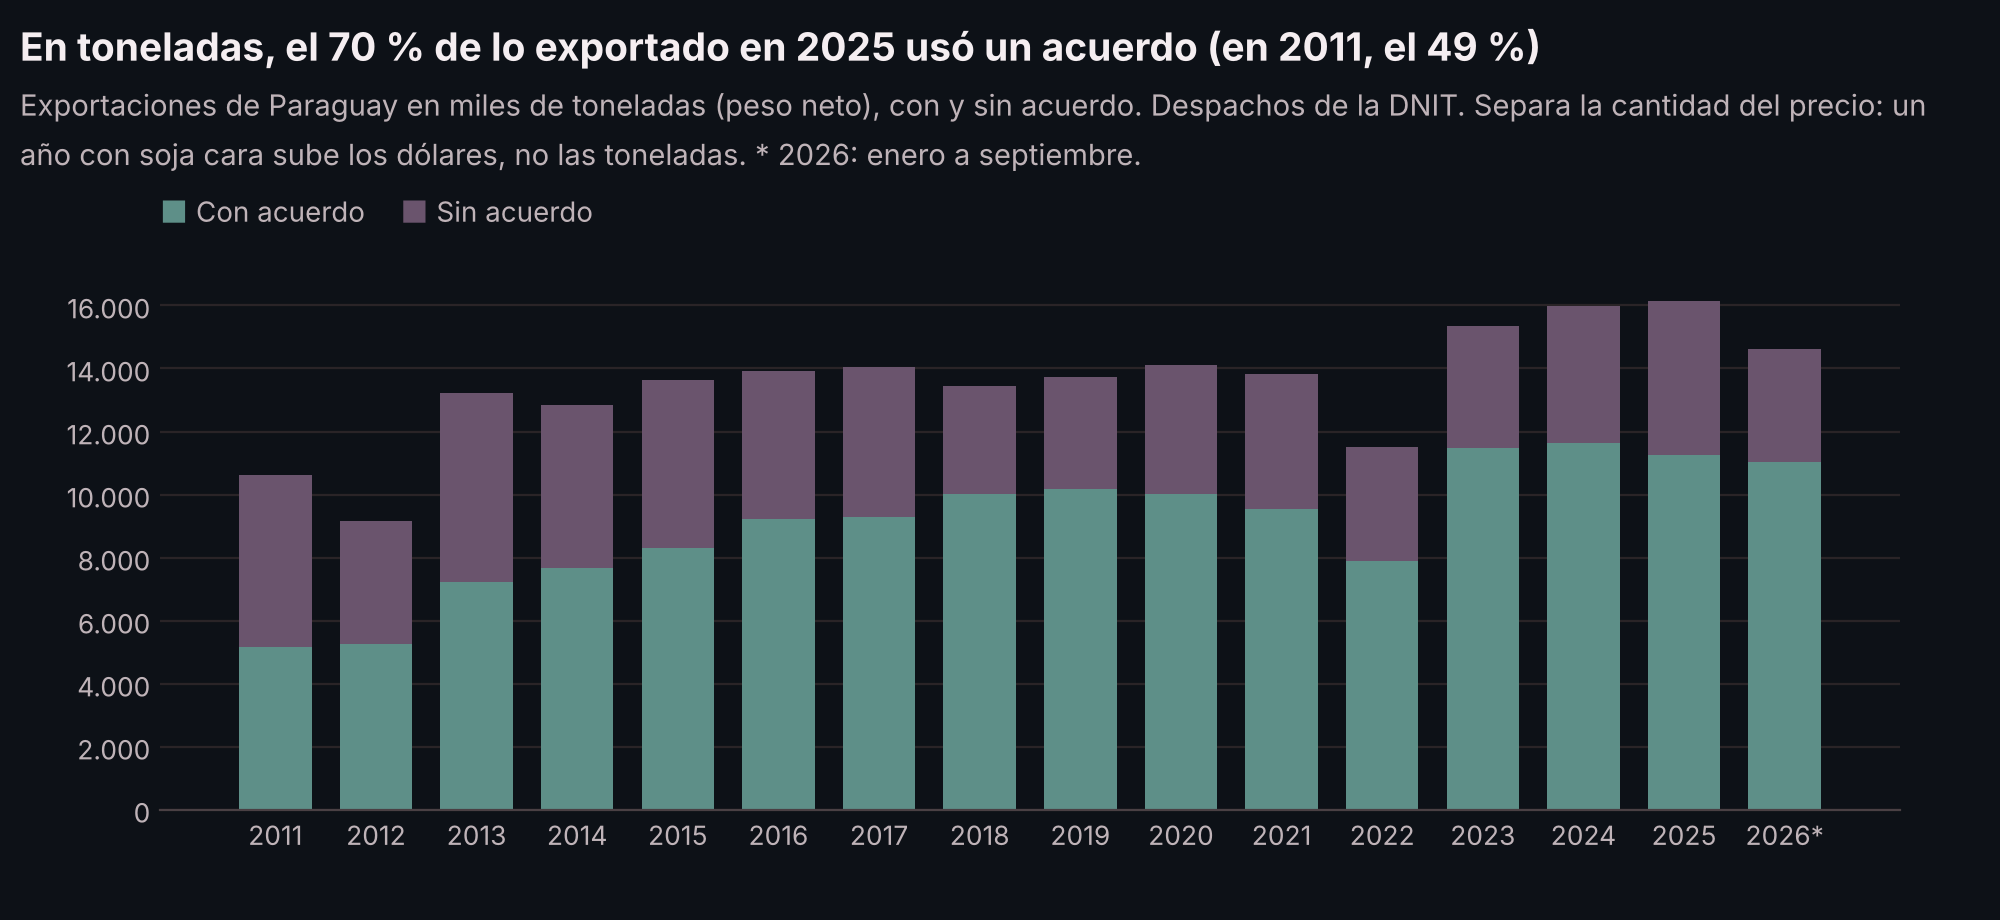 En toneladas, el 70 % de lo exportado en 2025 usó un acuerdo (en 2011, el 49 %)
Exportaciones de Paraguay en miles de toneladas (peso neto), con y sin acuerdo. Despachos de la DNIT. Separa la cantidad del precio: un
año con soja cara sube los dólares, no las toneladas. * 2026: enero a septiembre.
Con acuerdo Sin acuerdo
16.000
14.000
12.000
10.000
8.000
6.000
4.000
2.000
0
2011 2012 2013 2014 2015 2016 2017 2018 2019 2020 2021 2022 2023 2024 2025 2026*